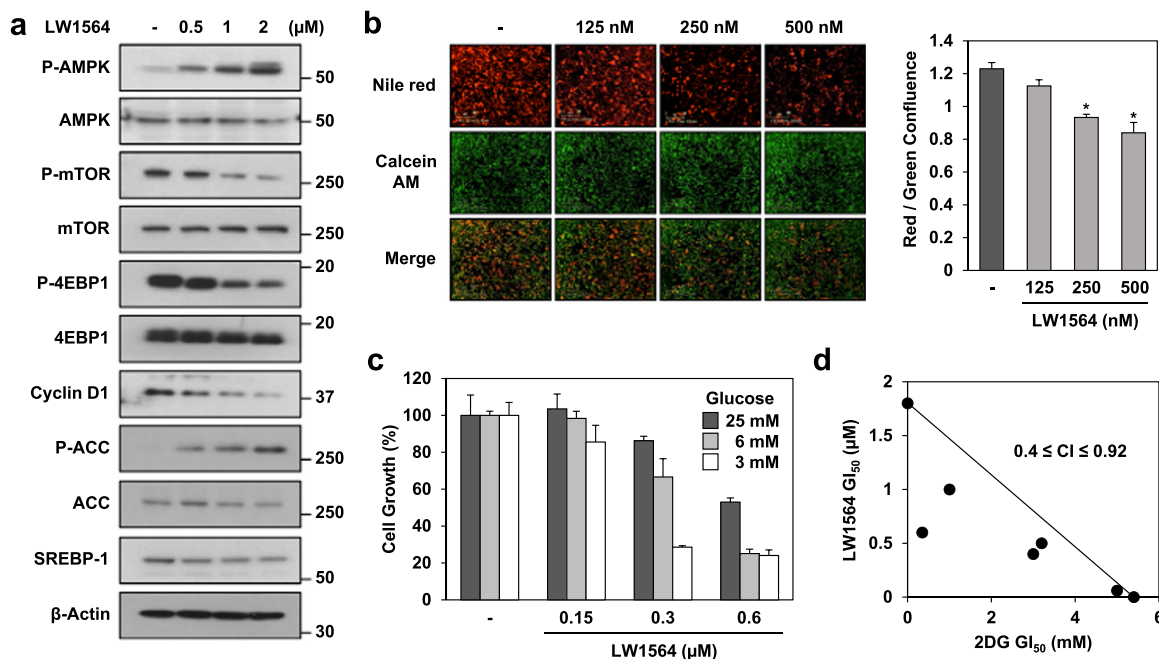 a
LW1564 - 0.5 1 2 (μM)
P-AMPK 50
AMPK 50
P-mTOR 250
mTOR 250
P-4EBP1 20
4EBP1 20
Cyclin D1 37
P-ACC 250
ACC 250
SREBP-1 50
β-Actin 30
b
- 125 nM 250 nM 500 nM
Nile red
Calcein
AM
Merge
Red / Green Confluence
1.4
1.2
1
0.8
0.6
0.4
0.2
0
* *
- 125 250 500
LW1564 (nM)
c
Cell Growth (%)
120
100
80
60
40
20
0
Glucose
25 mM
6 mM
3 mM
- 0.15 0.3 0.6
LW1564 (μM)
d
LW1564 GI50 (μM)
2
1.5
1
0.5
0
0.4 ≤ CI ≤ 0.92
0 2 4 6
2DG GI50 (mM)